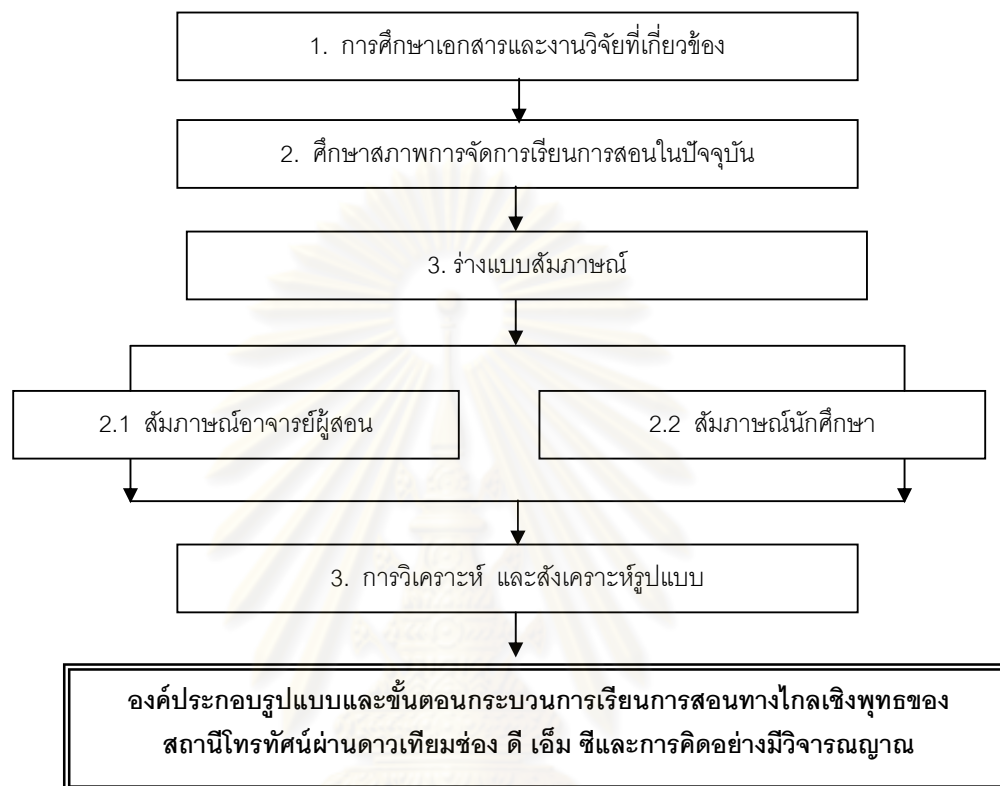 1. การศึกษาเอกสารและงานวิจัยที่เกี่ยวข้อง
2. ศึกษาสภาพการจัดการเรียนการสอนในปัจจุบัน
3. ร่างแบบสัมภาษณ์
2.1 สัมภาษณ์อาจารย์ผู้สอน
2.2 สัมภาษณ์นักศึกษา
3. การวิเคราะห์ และสังเคราะห์รูปแบบ
องค์ประกอบรูปแบบและขั้นตอนกระบวนการเรียนการสอนทางไกลเชิงพุทธของ
สถานีโทรทัศน์ผ่านดาวเทียมช่อง ดี เอ็ม ซีและการคิดอย่างมีวิจารณญาณ